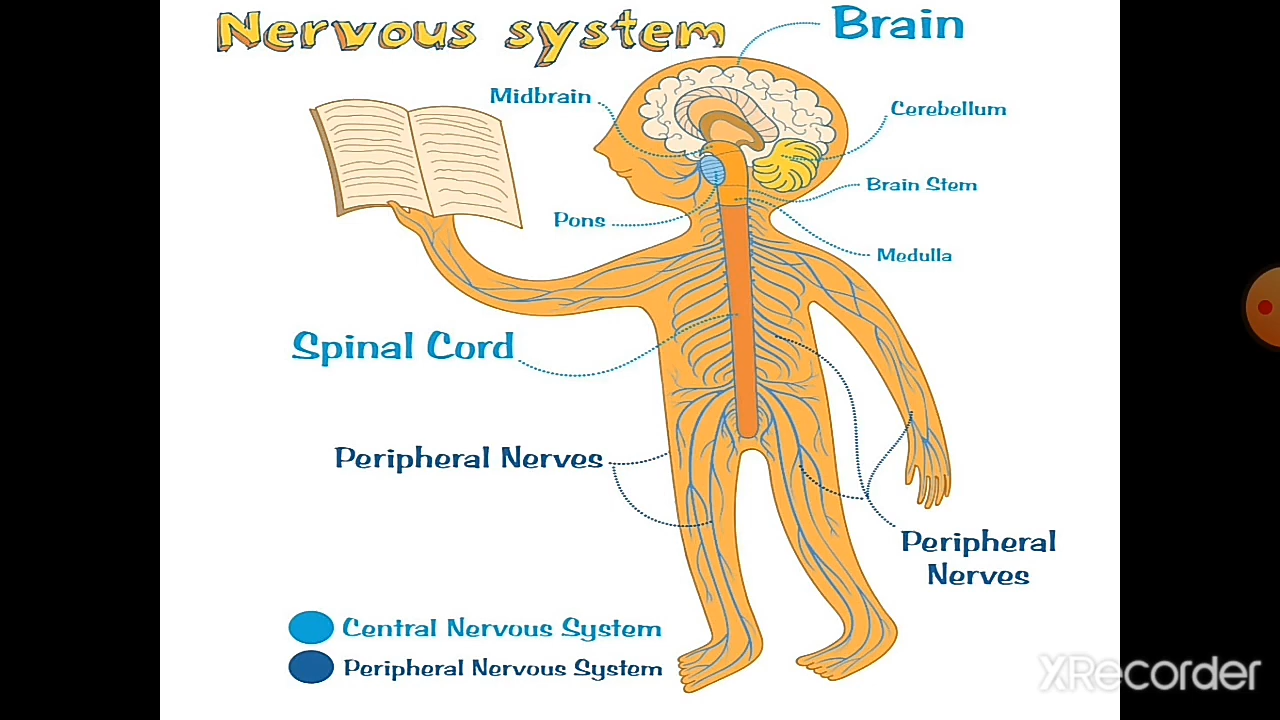 Nervous system
Brain
Midbrain
Cerebellum
Brain Stem
Pons
Medulla
Spinal Cord
Peripheral Nerves
Peripheral
Nerves
Central Nervous System
Peripheral Nervous System
XRecorder